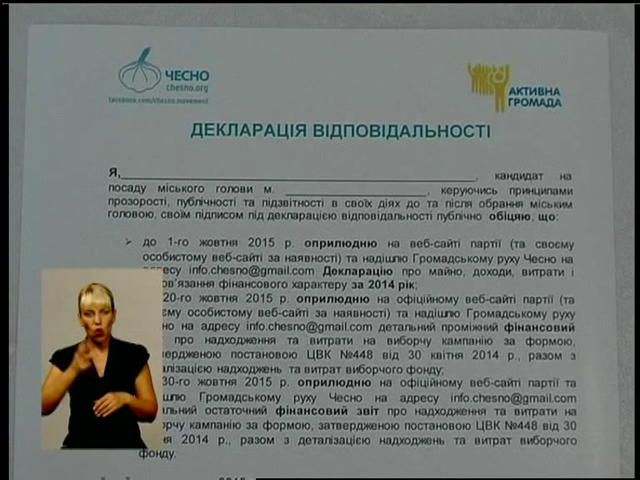 ЧЕСНО
chesno.org
facebook.com/chesno.movement
АКТИВНА
ГРОМАДА
ДЕКЛАРАЦІЯ ВІДПОВІДАЛЬНОСТІ
Я, кандидат на
посаду міського голови м. , керуючись принципами
прозорості, публічності та підзвітності в своїх діях до та після обрання міським
головою, своїм підписом під декларацією відповідальності публічно обіцяю, що:
до 1-го жовтня 2015 р. оприлюдню на веб-сайті партії (та своєму
особистому веб-сайті за наявності) та надішлю Громадському руху Чесно на
адресу info.chesno@gmail.com Декларацію про майно, доходи, витрати і
фінансового характеру за 2014 рік;
20-го жовтня 2015 р. оприлюдню на офіційному веб-сайті партії (та
особистому веб-сайті за наявності) та надішлю Громадському руху
на адресу info.chesno@gmail.com детальний проміжний фінансовий
про надходження та витрати на виборчу кампанію за формою,
постановою ЦВК №448 від 30 квітня 2014 р., разом з
надходжень та витрат виборчого фонду;
30-го жовтня 2015 р. оприлюдню на офіційному веб-сайті партії та
Громадському руху Чесно на адресу info.chesno@gmail.com
остаточний фінансовий звіт про надходження та витрати на
кампанію за формою, затвердженою постановою ЦВК №448 від 30
2014 р., разом з деталізацією надходжень та витрат виборчого
фонду.